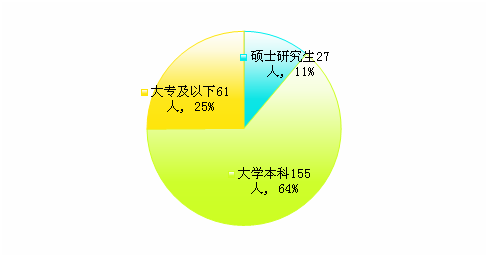 硕士研究生27
人, 11%
大专及以下61
人, 25%
大学本科155
人, 64%